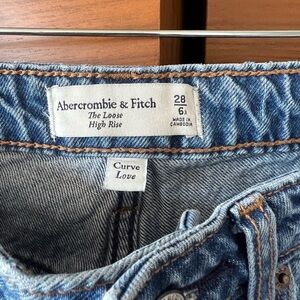 Abercrombie & Fitch
The Loose
High Rise
28
6
MADE IN
CAMBODIA
Curve
Love